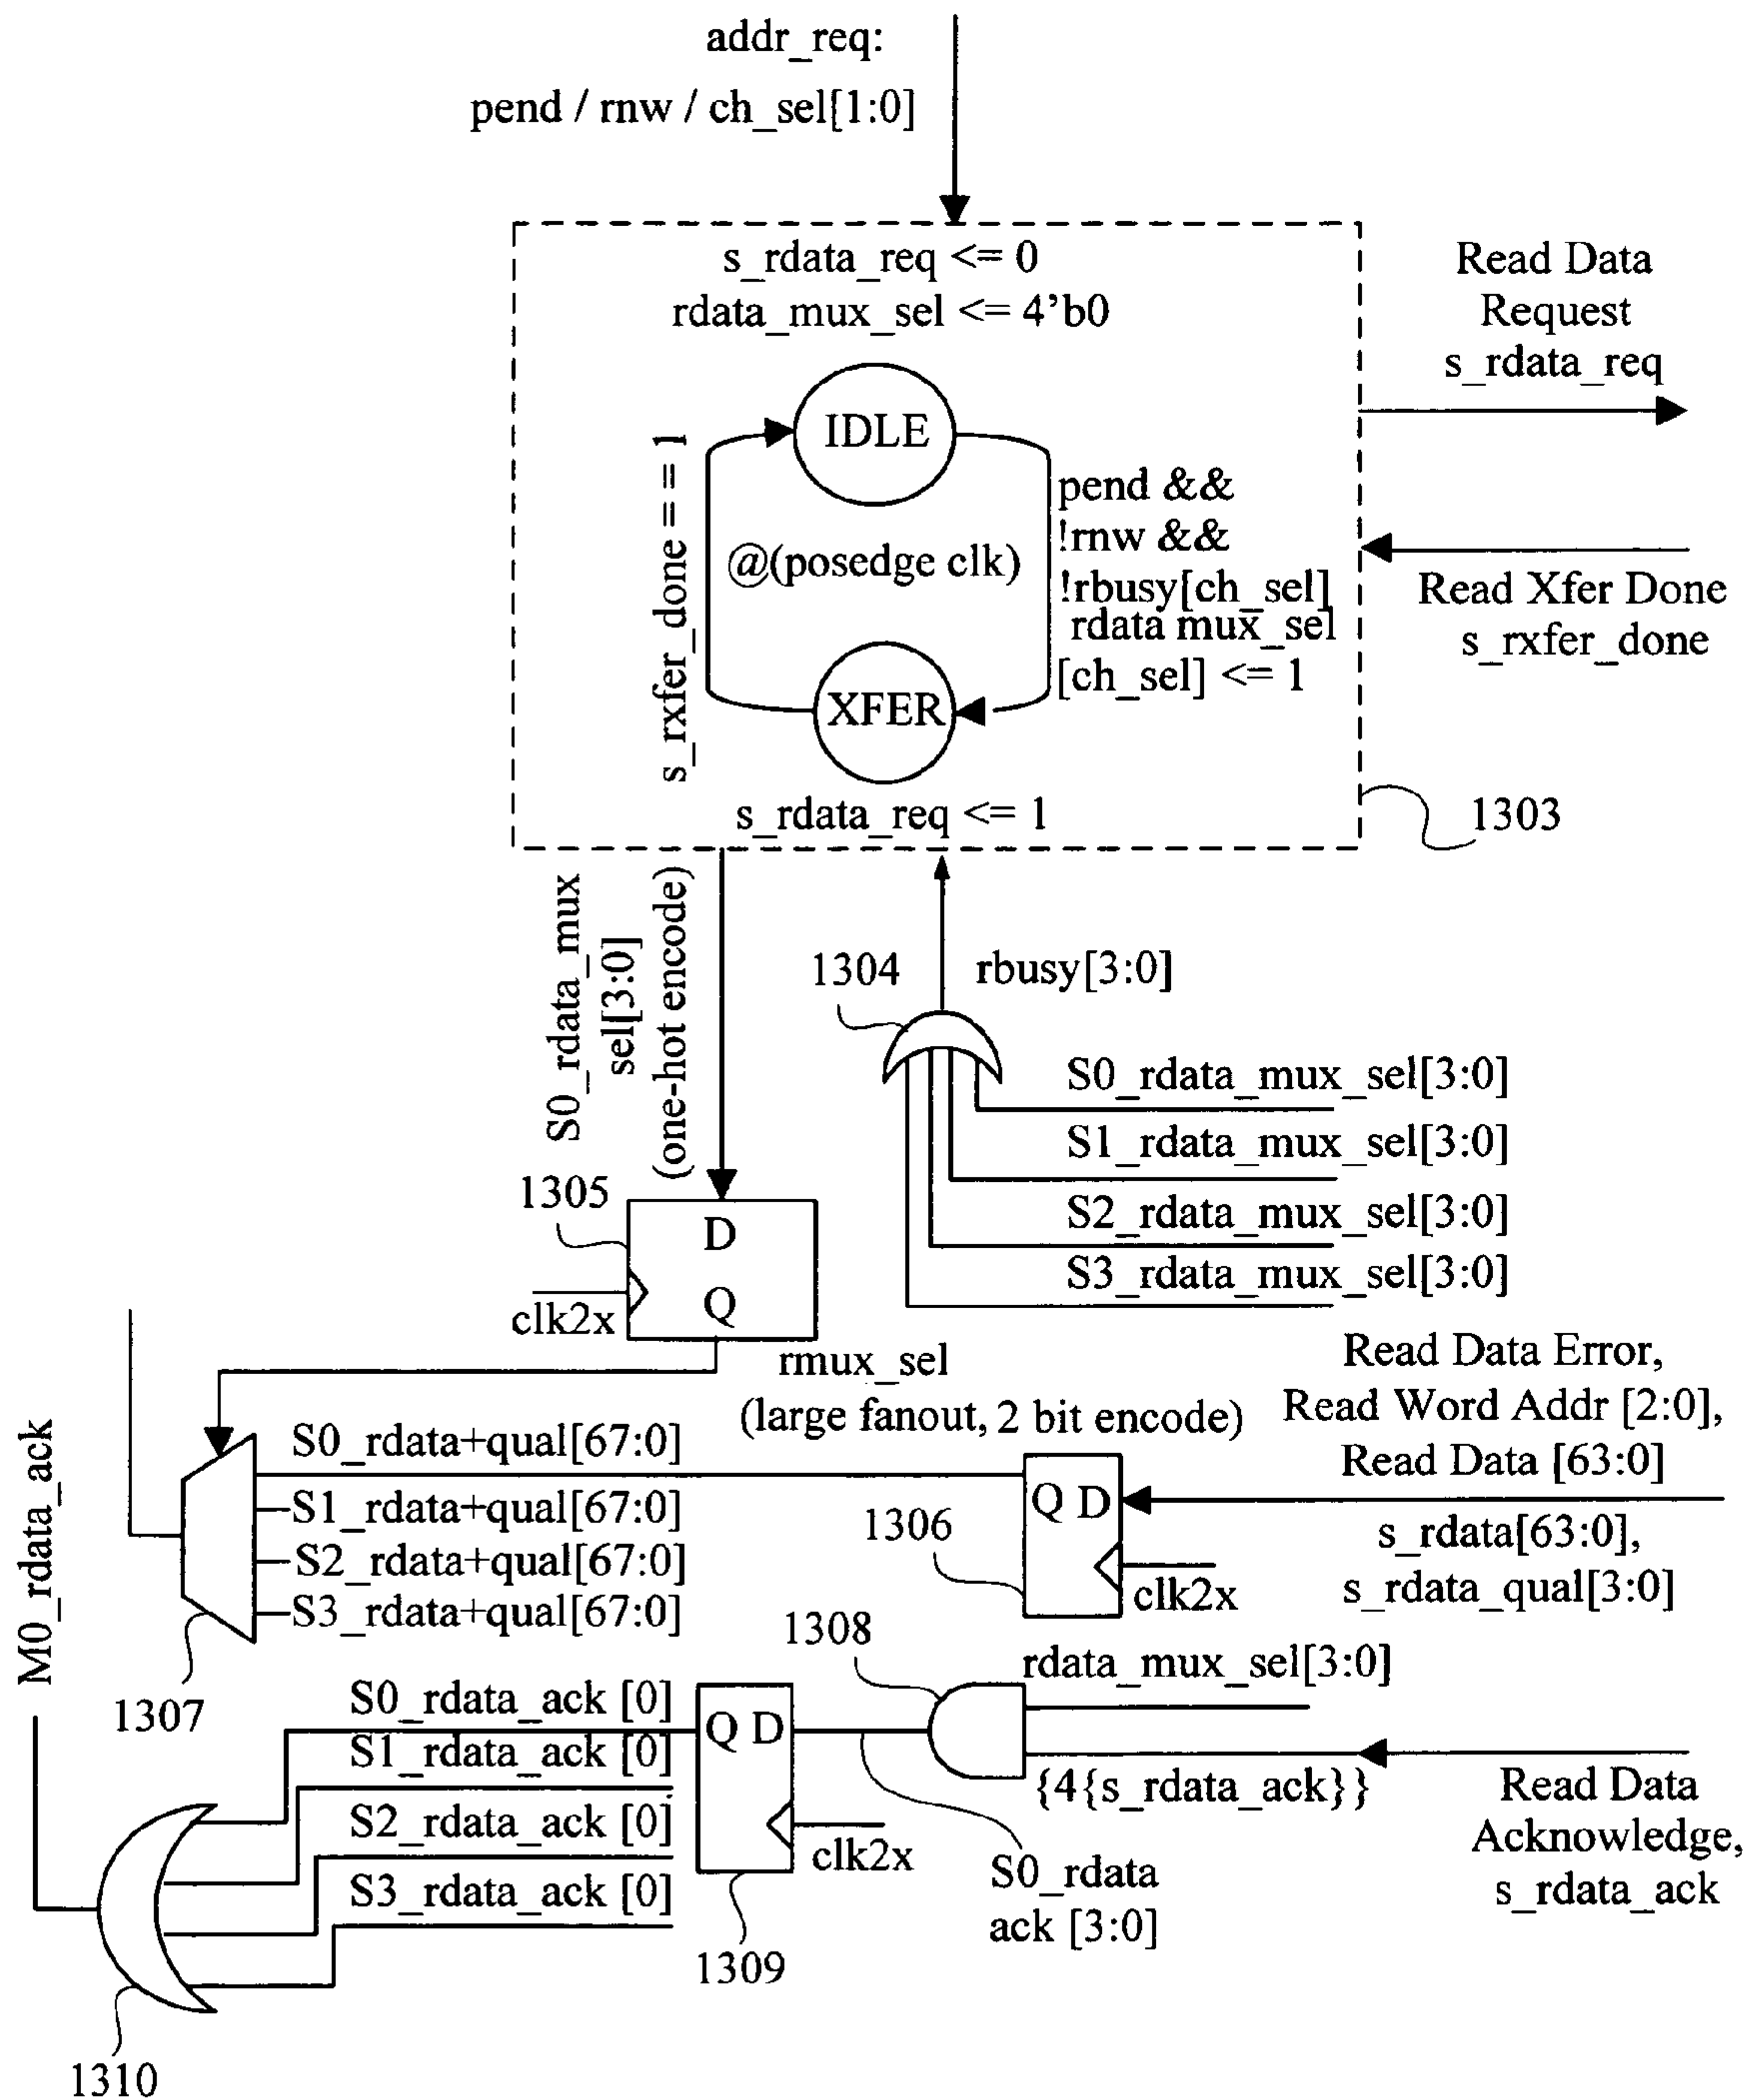 addr_req:
pend / rnw / ch_sel[1:0]
s_rdata_req <= 0
rdata_mux_sel <= 4'b0
IDLE
s_rxfer_done == 1
@(posedge clk)
pend &&
!rnw &&
!rbusy[ch_sel]
rdata mux_sel
[ch_sel] <= 1
XFER
s_rdata_req <= 1
Read Data
Request
s_rdata_req
Read Xfer Done
s_rxfer_done
1303
S0_rdata_mux
sel[3:0]
(one-hot encode)
1304
rbusy[3:0]
S0_rdata_mux_sel[3:0]
S1_rdata_mux_sel[3:0]
S2_rdata_mux_sel[3:0]
S3_rdata_mux_sel[3:0]
1305
D
Q
clk2x
rmux_sel
(large fanout, 2 bit encode)
Read Data Error,
Read Word Addr [2:0],
Read Data [63:0]
s_rdata[63:0],
s_rdata_qual[3:0]
Q D
1306
clk2x
S0_rdata+qual[67:0]
S1_rdata+qual[67:0]
S2_rdata+qual[67:0]
S3_rdata+qual[67:0]
1307
M0_rdata_ack
1308
rdata_mux_sel[3:0]
{4{s_rdata_ack}}
Read Data
Acknowledge,
s_rdata_ack
S0_rdata
ack [3:0]
Q D
clk2x
1309
S0_rdata_ack [0]
S1_rdata_ack [0]
S2_rdata_ack [0]
S3_rdata_ack [0]
1310